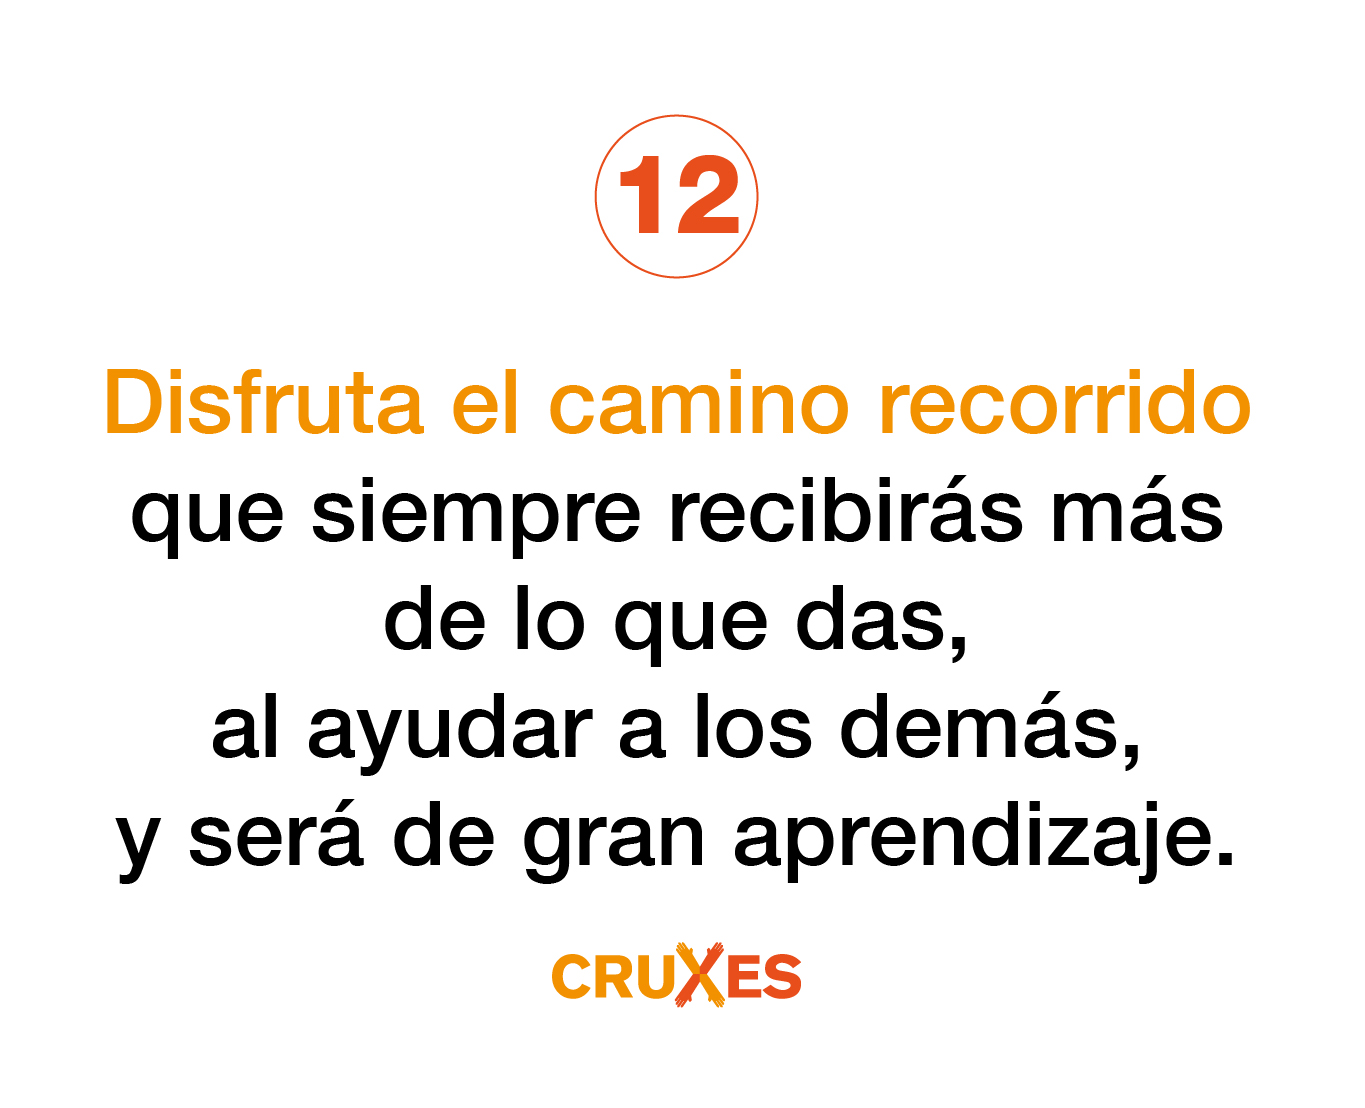 12
Disfruta el camino recorrido
que siempre recibirás más
de lo que das,
al ayudar a los demás,
y será de gran aprendizaje.
CRUXES